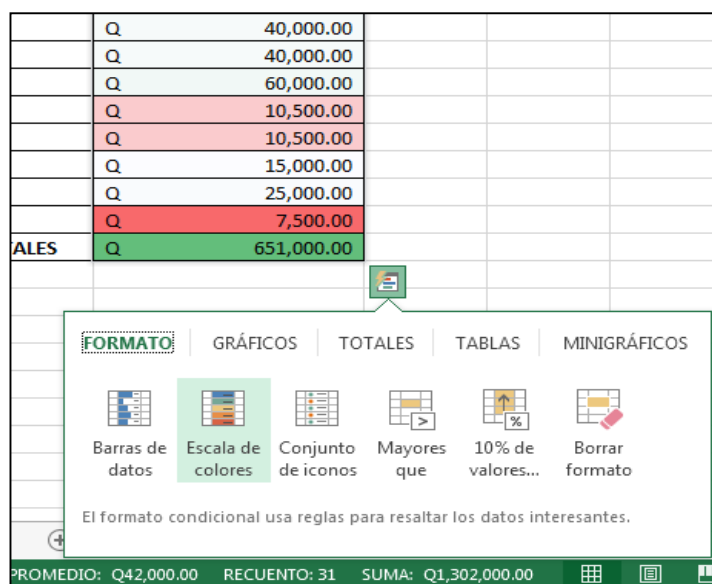 Q 40,000.00
Q 40,000.00
Q 60,000.00
Q 10,500.00
Q 10,500.00
Q 15,000.00
Q 25,000.00
Q 7,500.00
ALES Q 651,000.00
FORMATO GRÁFICOS TOTALES TABLAS MINIGRÁFICOS
Barras de datos
Escala de colores
Conjunto de iconos
Mayores que
10% de valores...
Borrar formato
El formato condicional usa reglas para resaltar los datos interesantes.
PROMEDIO: Q42,000.00 RECUENTO: 31 SUMA: Q1,302,000.00